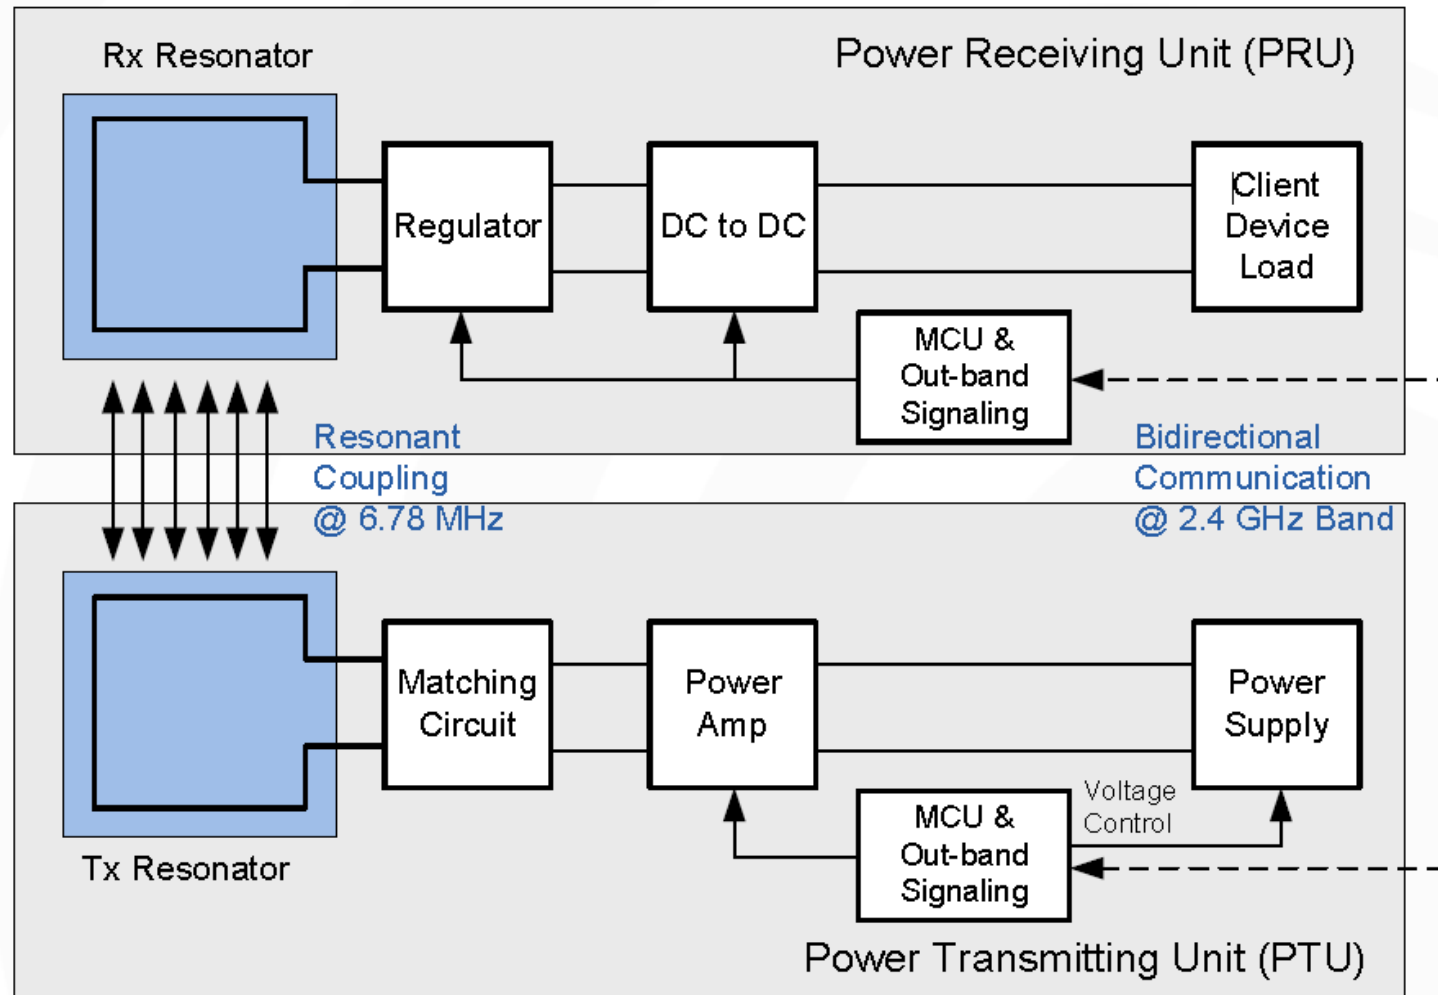 Rx Resonator
Power Receiving Unit (PRU)
Regulator
DC to DC
Client
Device
Load
MCU &
Out-band
Signaling
Resonant
Coupling
@ 6.78 MHz
Bidirectional
Communication
@ 2.4 GHz Band
Matching
Circuit
Power
Amp
Power
Supply
Voltage
Control
MCU &
Out-band
Signaling
Tx Resonator
Power Transmitting Unit (PTU)